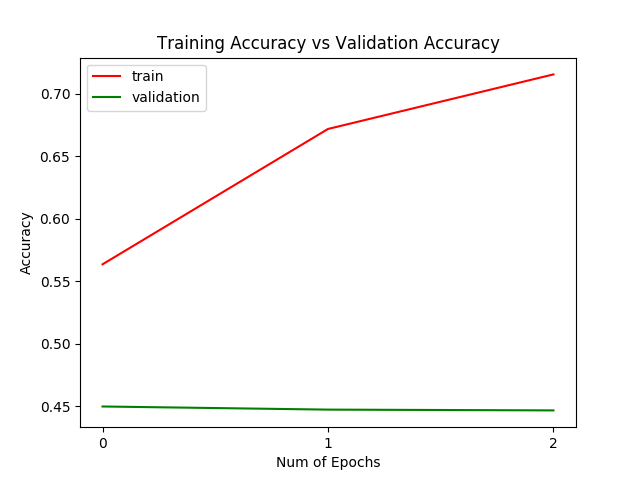 Training Accuracy vs Validation Accuracy
train
validation
0.70
0.65
0.60
0.55
0.50
0.45
Accuracy
0 1 2
Num of Epochs